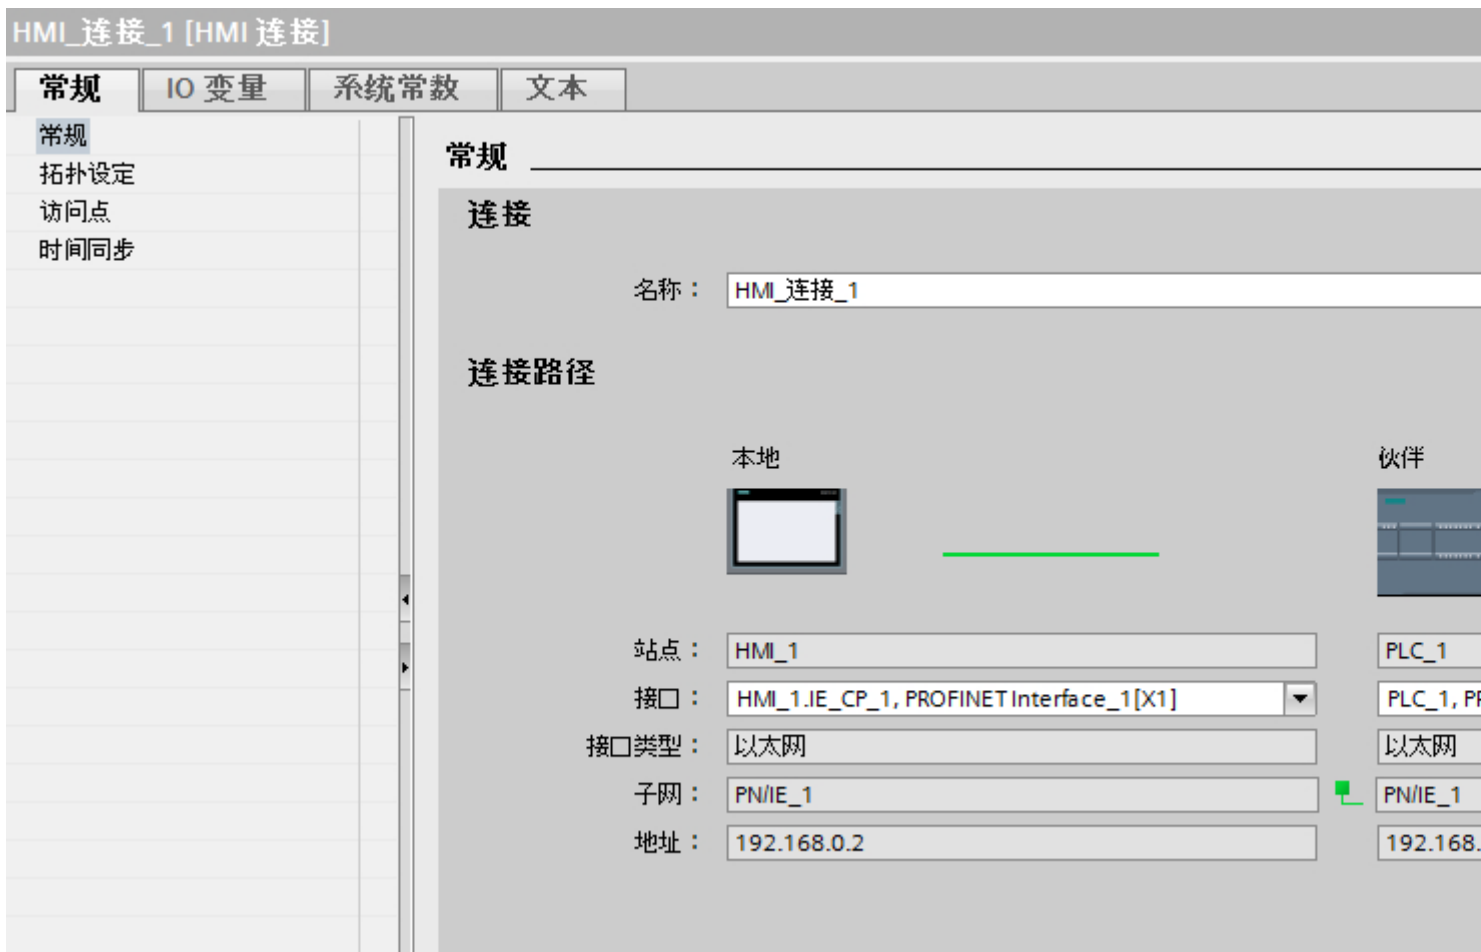 HMI_连接_1 [HMI 连接]
常规 IO 变量 系统常数 文本
常规
拓扑设定
访问点
时间同步
常规
连接
名称： HMI_连接_1
连接路径
本地 伙伴
站点： HMI_1 PLC_1
接口： HMI_1.IE_CP_1, PROFINET Interface_1[X1] PLC_1,
接口类型： 以太网 以太网
子网： PN/IE_1 PN/IE_1
地址： 192.168.0.2 192.168.